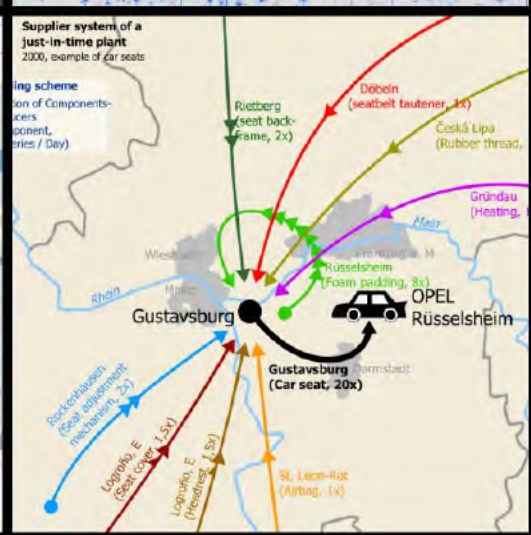 Supplier system of a
just-in-time plant
2000, example of car seats
ing scheme
tion of Components-
ucers
ponent,
eries / Day)
Rietberg
(seat back-
frame, 2x)
Döbeln
(seatbelt tautener, 1x)
Česká Lipa
(Rubber thread,
Gründau
(Heating, 1
Main
Wiesbaden
Frankfurt a. M
Rüsselsheim
(Foam padding, 8x)
Rhein
Mainz
Gustavsburg
OPEL
Rüsselsheim
Gustavsburg
(Car seat, 20x)
Darmstadt
Rockenhausen
(Seat adjustment
mechanism, 2x)
Logroño, E
(Seat cover, 1,5x)
Logroño, E
(Headrest, 1,5x)
St. Leon-Rot
(Airbag, 1x)